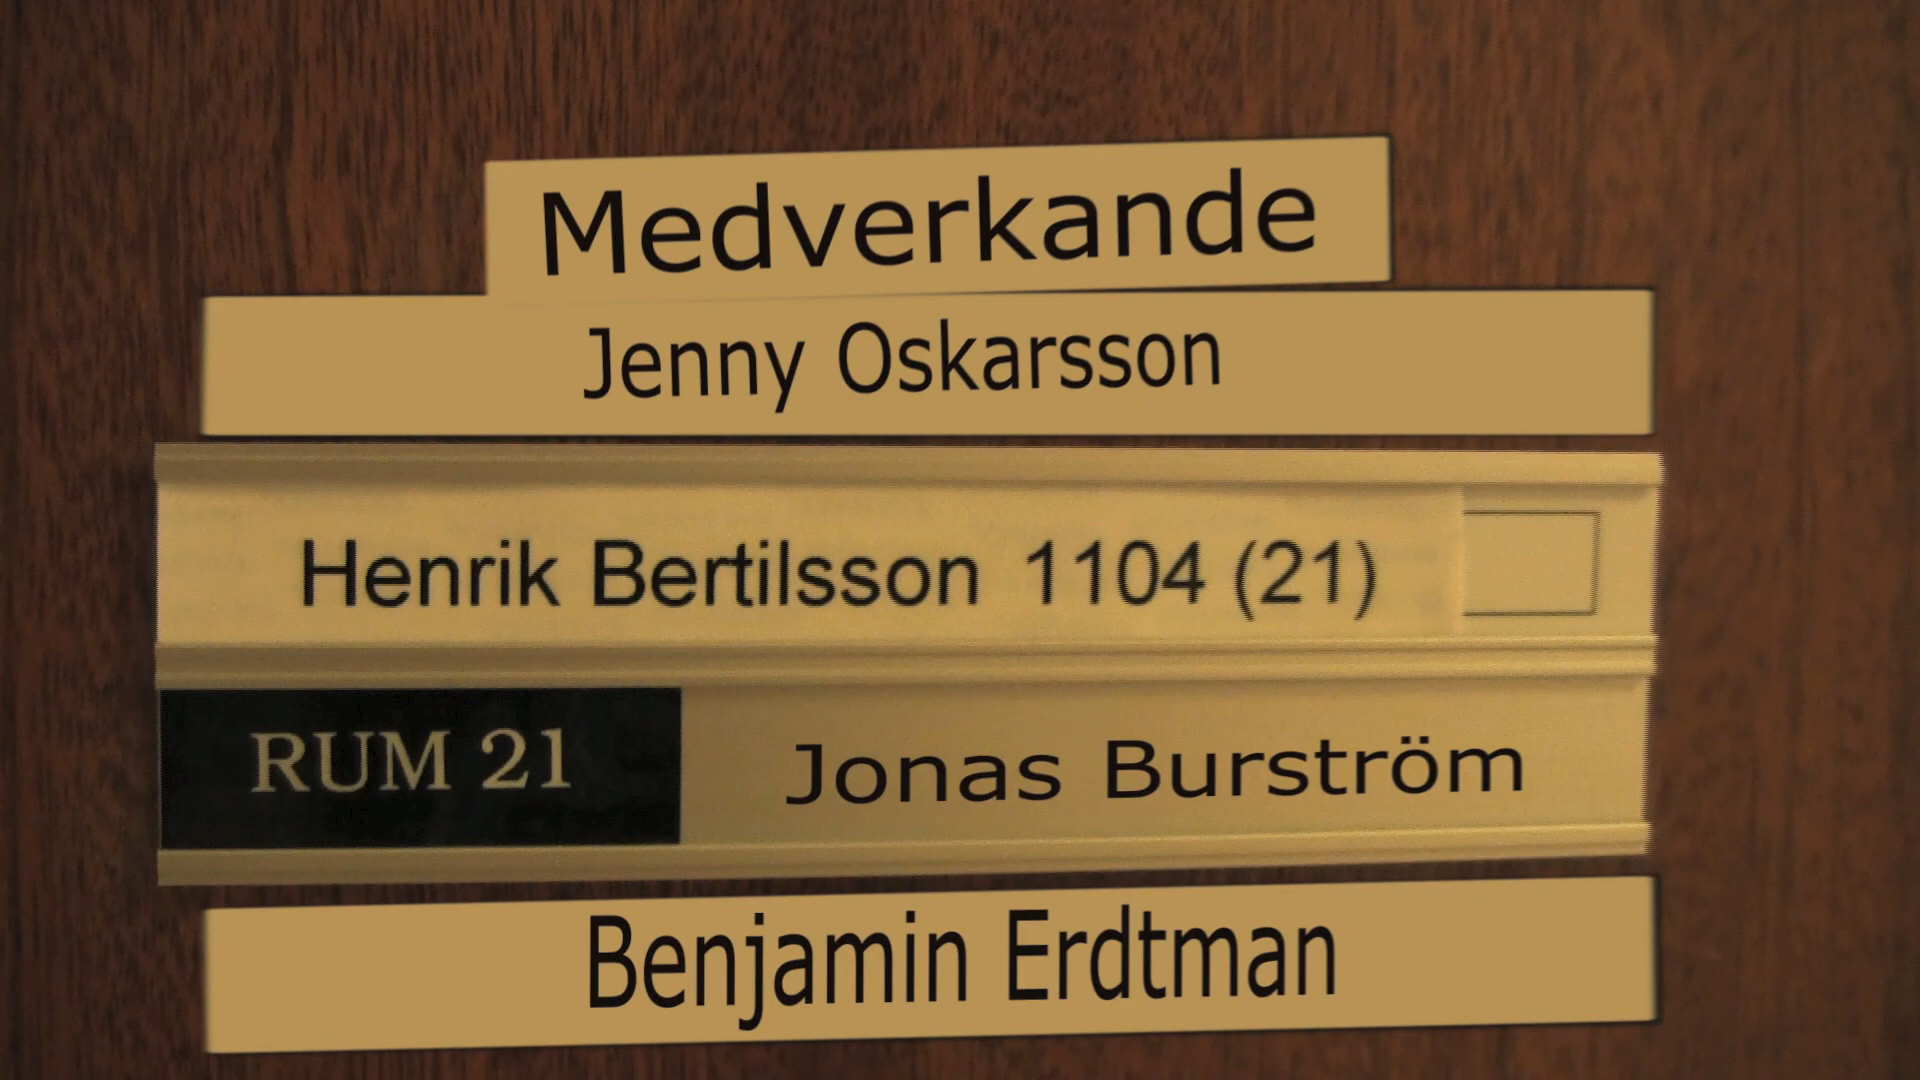 Medverkande
Jenny Oskarsson
Henrik Bertilsson 1104 (21)
RUM 21 Jonas Burström
Benjamin Erdtman